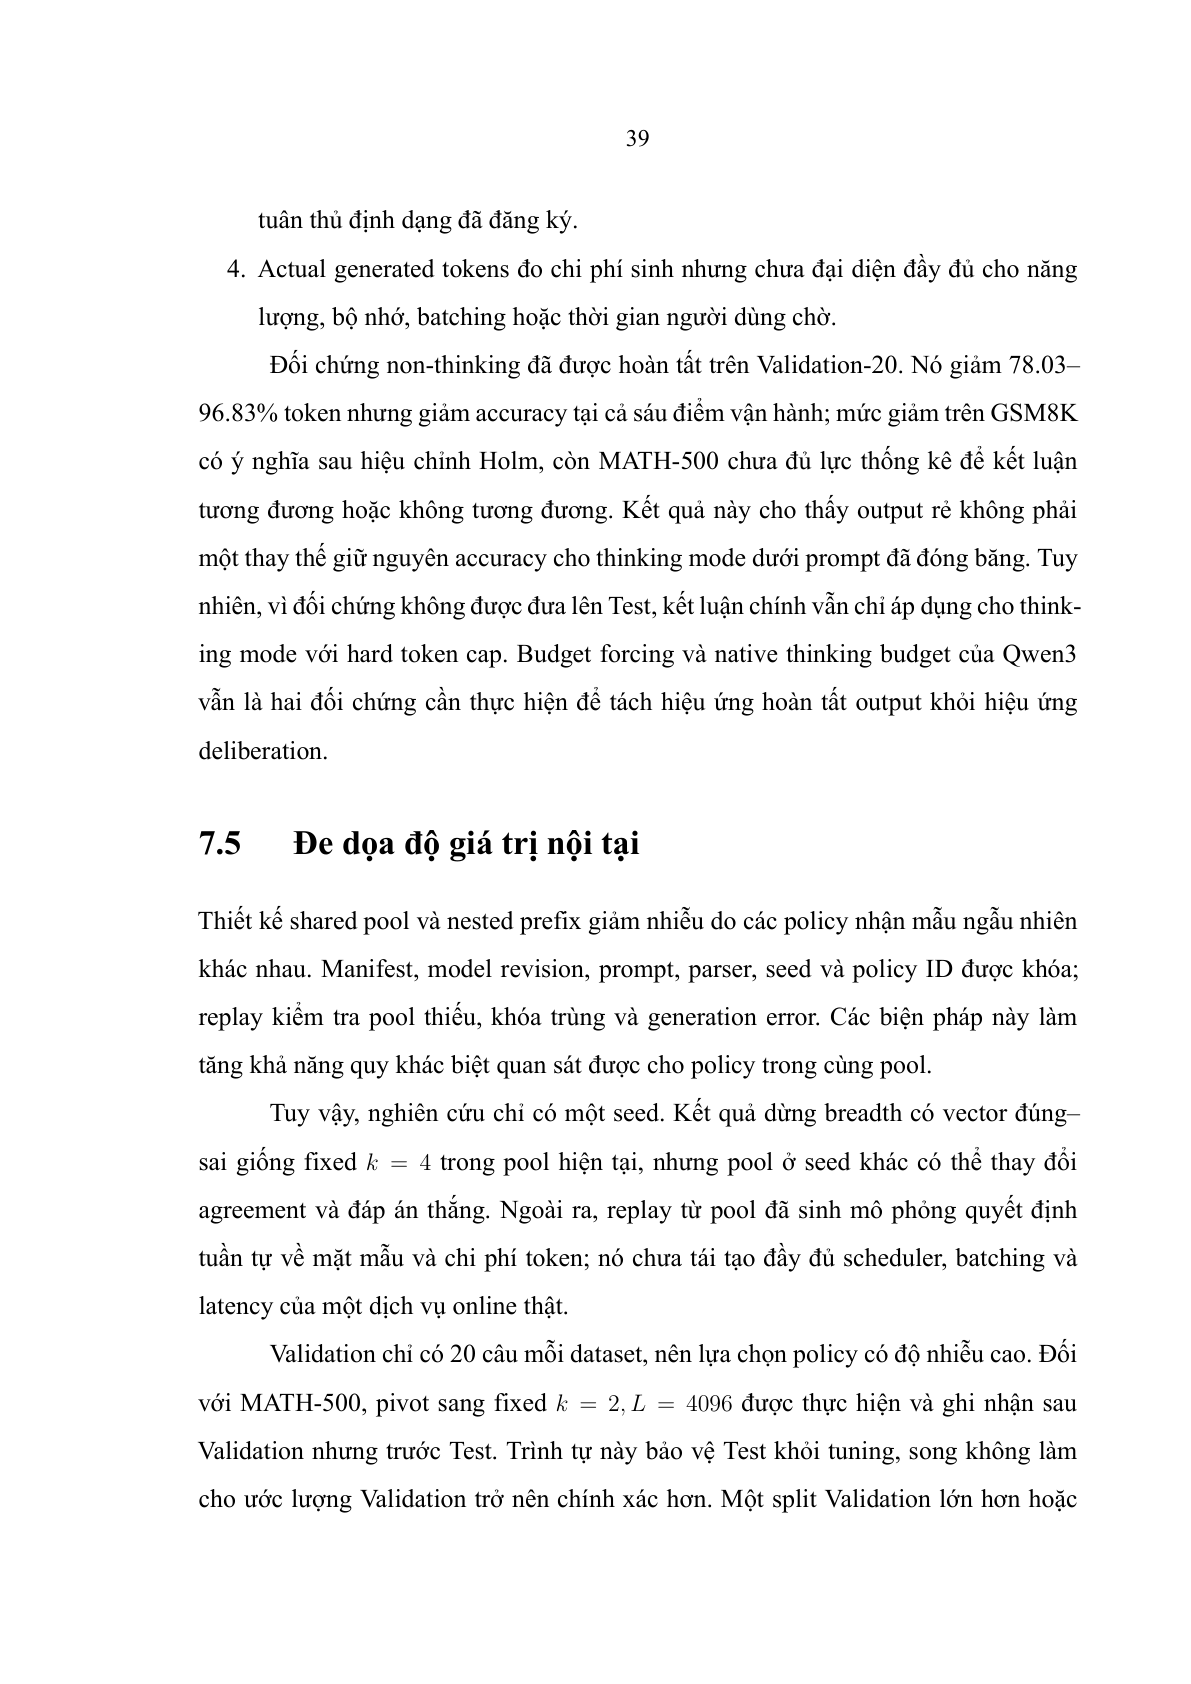 39
tuân thủ định dạng đã đăng ký.
4. Actual generated tokens đo chi phí sinh nhưng chưa đại diện đầy đủ cho năng
lượng, bộ nhớ, batching hoặc thời gian người dùng chờ.
Đối chứng non-thinking đã được hoàn tất trên Validation-20. Nó giảm 78.03–
96.83% token nhưng giảm accuracy tại cả sáu điểm vận hành; mức giảm trên GSM8K
có ý nghĩa sau hiệu chỉnh Holm, còn MATH-500 chưa đủ lực thống kê để kết luận
tương đương hoặc không tương đương. Kết quả này cho thấy output rẻ không phải
một thay thế giữ nguyên accuracy cho thinking mode dưới prompt đã đóng băng. Tuy
nhiên, vì đối chứng không được đưa lên Test, kết luận chính vẫn chỉ áp dụng cho think-
ing mode với hard token cap. Budget forcing và native thinking budget của Qwen3
vẫn là hai đối chứng cần thực hiện để tách hiệu ứng hoàn tất output khỏi hiệu ứng
deliberation.
7.5 Đe dọa độ giá trị nội tại
Thiết kế shared pool và nested prefix giảm nhiễu do các policy nhận mẫu ngẫu nhiên
khác nhau. Manifest, model revision, prompt, parser, seed và policy ID được khóa;
replay kiểm tra pool thiếu, khóa trùng và generation error. Các biện pháp này làm
tăng khả năng quy khác biệt quan sát được cho policy trong cùng pool.
Tuy vậy, nghiên cứu chỉ có một seed. Kết quả dừng breadth có vector đúng–
sai giống fixed k = 4 trong pool hiện tại, nhưng pool ở seed khác có thể thay đổi
agreement và đáp án thắng. Ngoài ra, replay từ pool đã sinh mô phỏng quyết định
tuần tự về mặt mẫu và chi phí token; nó chưa tái tạo đầy đủ scheduler, batching và
latency của một dịch vụ online thật.
Validation chỉ có 20 câu mỗi dataset, nên lựa chọn policy có độ nhiễu cao. Đối
với MATH-500, pivot sang fixed k = 2, L = 4096 được thực hiện và ghi nhận sau
Validation nhưng trước Test. Trình tự này bảo vệ Test khỏi tuning, song không làm
cho ước lượng Validation trở nên chính xác hơn. Một split Validation lớn hơn hoặc